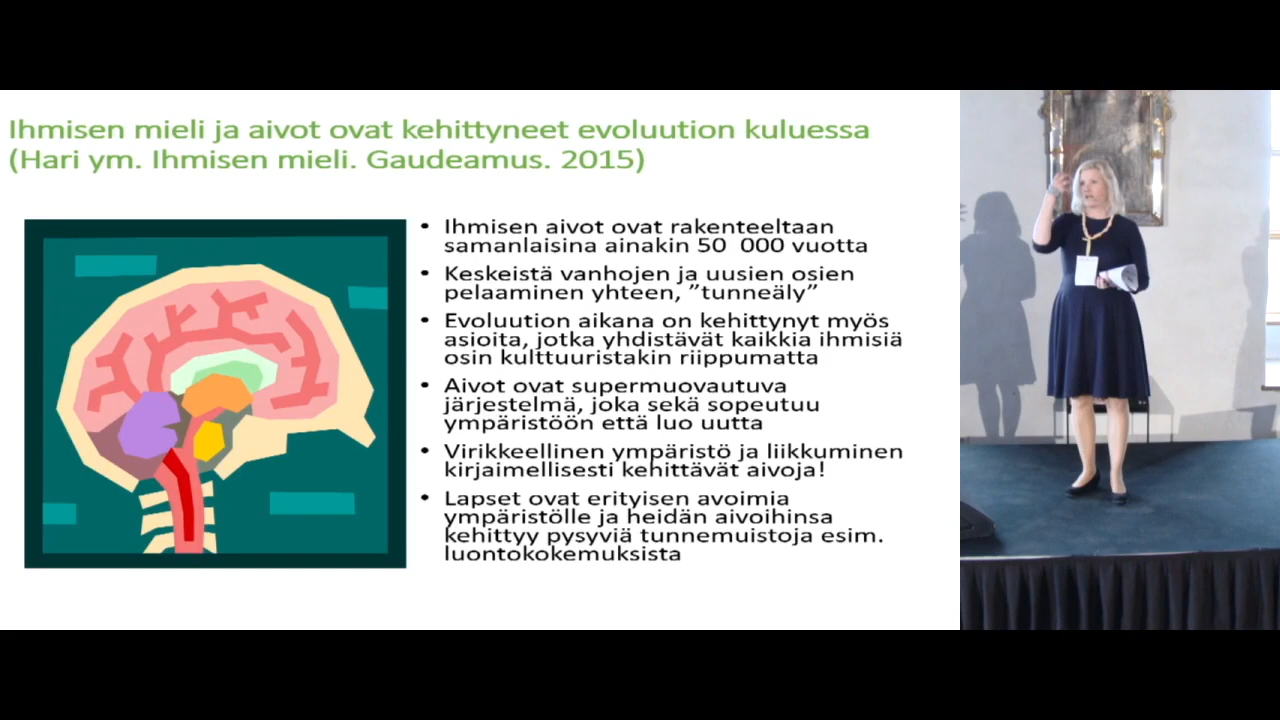 Ihmisen mieli ja aivot ovat kehittyneet evoluution kuluessa
(Hari ym. Ihmisen mieli. Gaudeamus. 2015)
• Ihmisen aivot ovat rakenteeltaan
samanlaisina ainakin 50 000 vuotta
• Keskeistä vanhojen ja uusien osien
pelaaminen yhteen, ”tunneäly”
• Evoluution aikana on kehittynyt myös
asioita, jotka yhdistävät kaikkia ihmisiä
osin kulttuuristakin riippumatta
• Aivot ovat supermuovautuva
järjestelmä, joka sekä sopeutuu
ympäristöön että luo uutta
• Virikkeellinen ympäristö ja liikkuminen
kirjaimellisesti kehittävät aivoja!
• Lapset ovat erityisen avoimia
ympäristölle ja heidän aivoihinsa
kehittyy pysyviä tunnemuistoja esim.
luontokokemuksista